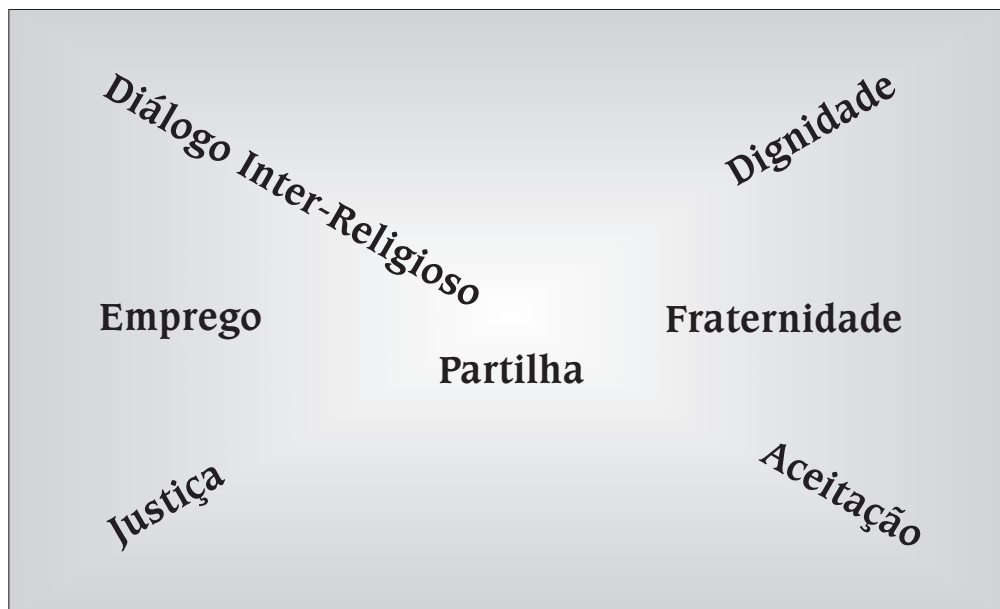 Diálogo Inter-Religioso
Dignidade
Emprego
Fraternidade
Partilha
Justiça
Aceitação